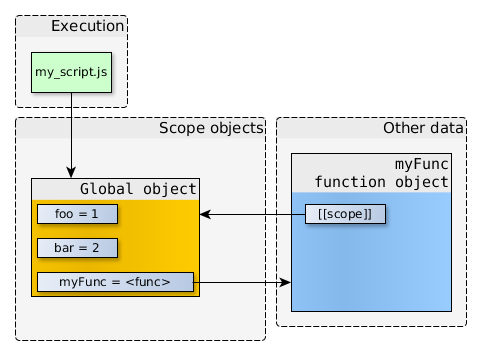 Execution
my_script.js
Scope objects
Global object
foo = 1
bar = 2
myFunc = <func>
Other data
myFunc
function object
[[scope]]